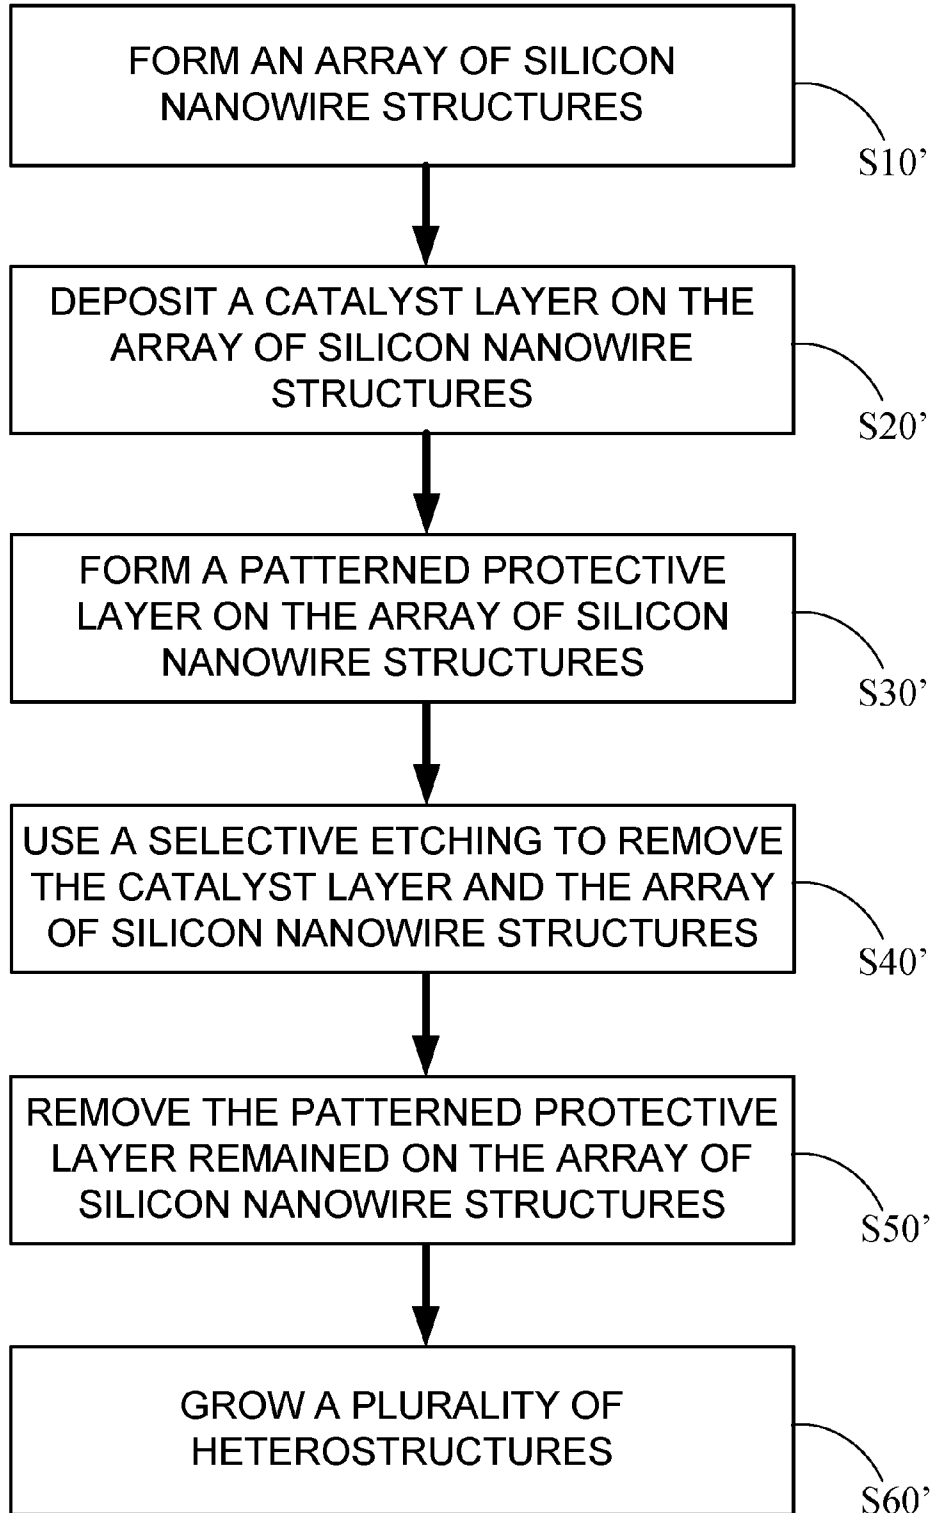 FORM AN ARRAY OF SILICON
NANOWIRE STRUCTURES
S10’
DEPOSIT A CATALYST LAYER ON THE
ARRAY OF SILICON NANOWIRE
STRUCTURES
S20’
FORM A PATTERNED PROTECTIVE
LAYER ON THE ARRAY OF SILICON
NANOWIRE STRUCTURES
S30’
USE A SELECTIVE ETCHING TO REMOVE
THE CATALYST LAYER AND THE ARRAY
OF SILICON NANOWIRE STRUCTURES
S40’
REMOVE THE PATTERNED PROTECTIVE
LAYER REMAINED ON THE ARRAY OF
SILICON NANOWIRE STRUCTURES
S50’
GROW A PLURALITY OF
HETEROSTRUCTURES
S60’